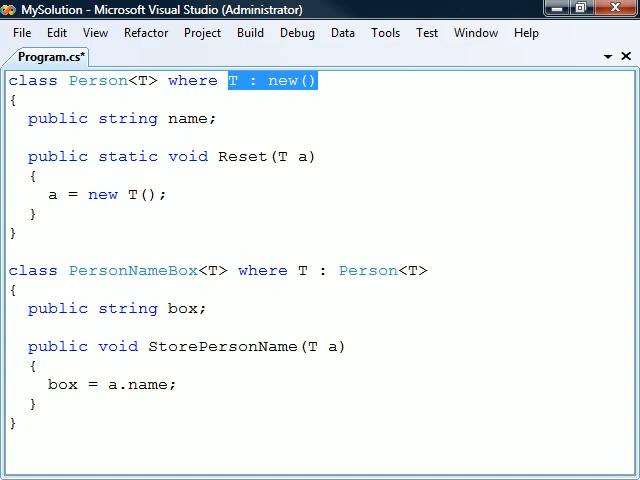 MySolution - Microsoft Visual Studio (Administrator)
File Edit View Refactor Project Build Debug Data Tools Test Window Help
Program.cs*
class Person<T> where T : new()
{
public string name;
public static void Reset(T a)
{
a = new T();
}
}
class PersonNameBox<T> where T : Person<T>
{
public string box;
public void StorePersonName(T a)
{
box = a.name;
}
}